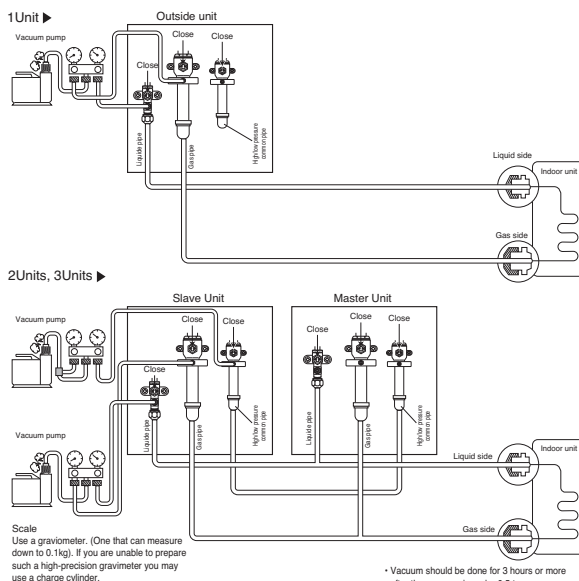 1Unit ▶
Outside unit
Vacuum pump
Close
Close
Close
Liquide pipe
Gas pipe
High/low pressure
common pipe
Liquid side
Indoor unit
Gas side
2Units, 3Units ▶
Slave Unit
Master Unit
Vacuum pump
Close
Close
Close
Close
Close
Close
Liquide pipe
Gas pipe
High/low pressure
common pipe
Liquide pipe
Gas pipe
High/low pressure
common pipe
Vacuum pump
Liquid side
Indoor unit
Gas side
Scale
Use a graviometer. (One that can measure
down to 0.1kg). If you are unable to prepare
such a high-precision gravimeter you may
use a charge cylinder.
• Vacuum should be done for 3 hours or more